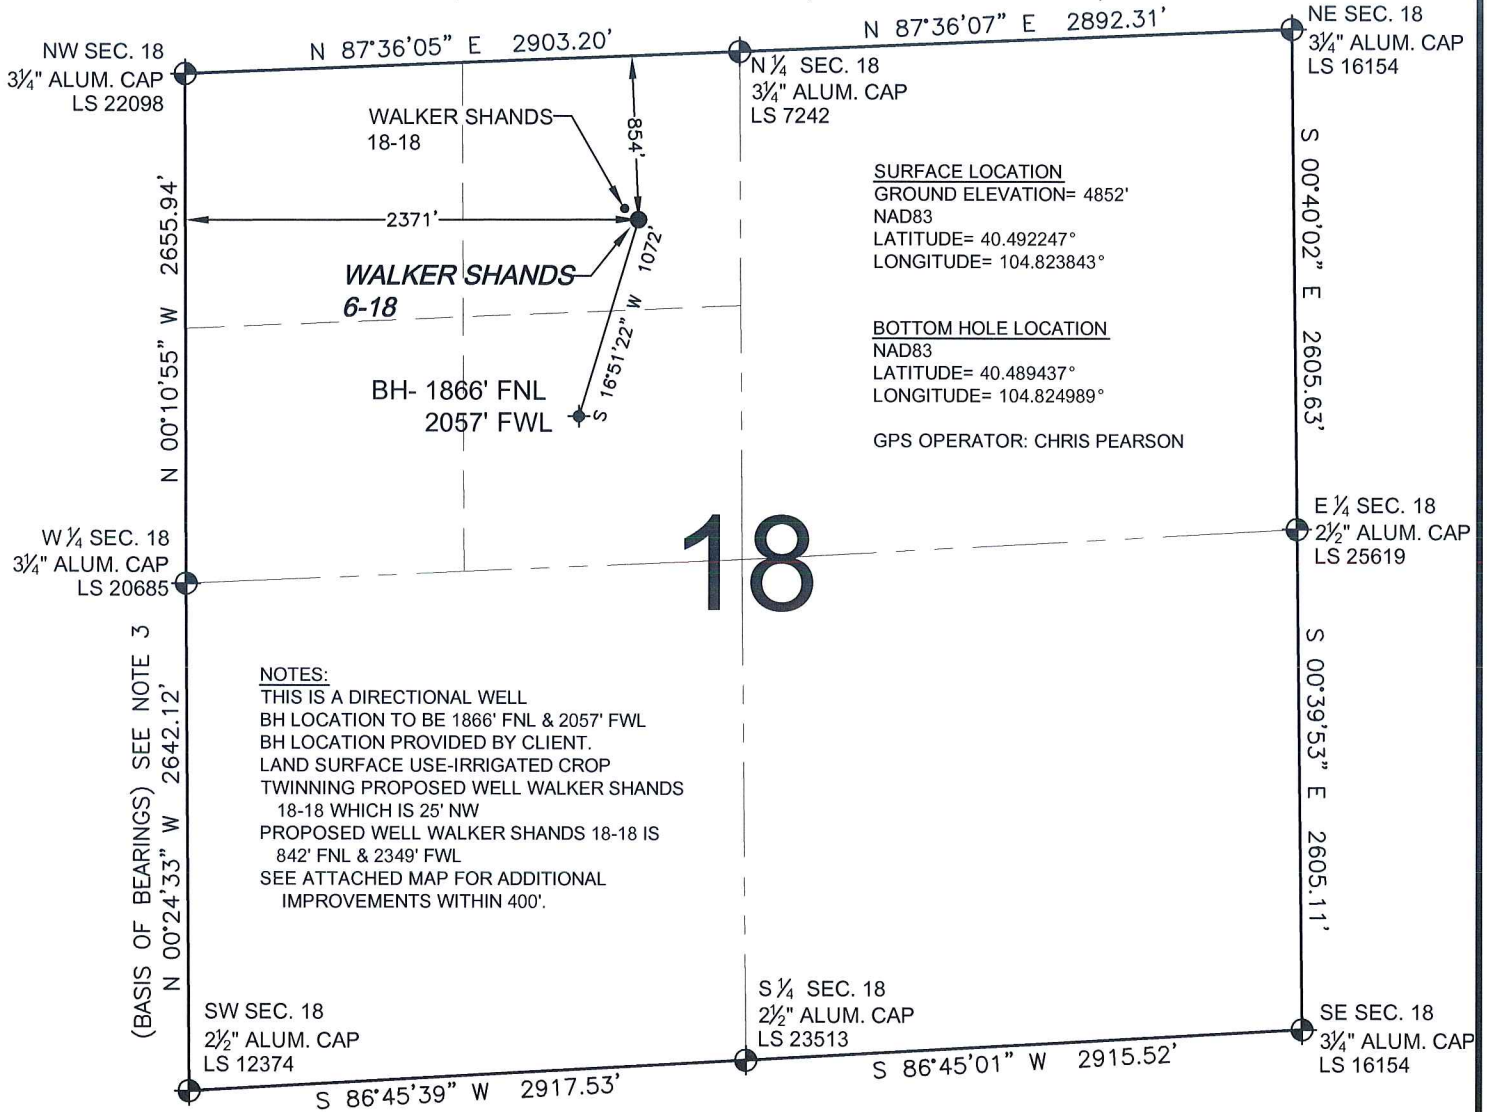 N 87°36'05" E 2903.20'
N 87°36'07" E 2892.31'
NW SEC. 18
3¼" ALUM. CAP
LS 22098
N ¼ SEC. 18
3¼" ALUM. CAP
LS 7242
NE SEC. 18
3¼" ALUM. CAP
LS 16154
WALKER SHANDS
18-18
854'
2371'
WALKER SHANDS
6-18
S 16°51'22" W 1072'
BH- 1866' FNL
2057' FWL
SURFACE LOCATION
GROUND ELEVATION= 4852'
NAD83
LATITUDE= 40.492247°
LONGITUDE= 104.823843°
BOTTOM HOLE LOCATION
NAD83
LATITUDE= 40.489437°
LONGITUDE= 104.824989°
GPS OPERATOR: CHRIS PEARSON
N 00°10'55" W 2655.94'
S 00°40'02" E 2605.63'
W ¼ SEC. 18
3¼" ALUM. CAP
LS 20685
18
E ¼ SEC. 18
2½" ALUM. CAP
LS 25619
(BASIS OF BEARINGS) SEE NOTE 3
N 00°24'33" W 2642.12'
NOTES:
THIS IS A DIRECTIONAL WELL
BH LOCATION TO BE 1866' FNL & 2057' FWL
BH LOCATION PROVIDED BY CLIENT.
LAND SURFACE USE-IRRIGATED CROP
TWINNING PROPOSED WELL WALKER SHANDS
18-18 WHICH IS 25' NW
PROPOSED WELL WALKER SHANDS 18-18 IS
842' FNL & 2349' FWL
SEE ATTACHED MAP FOR ADDITIONAL
IMPROVEMENTS WITHIN 400'.
S 00°39'53" E 2605.11'
SW SEC. 18
2½" ALUM. CAP
LS 12374
S ¼ SEC. 18
2½" ALUM. CAP
LS 23513
SE SEC. 18
3¼" ALUM. CAP
LS 16154
S 86°45'39" W 2917.53'
S 86°45'01" W 2915.52'